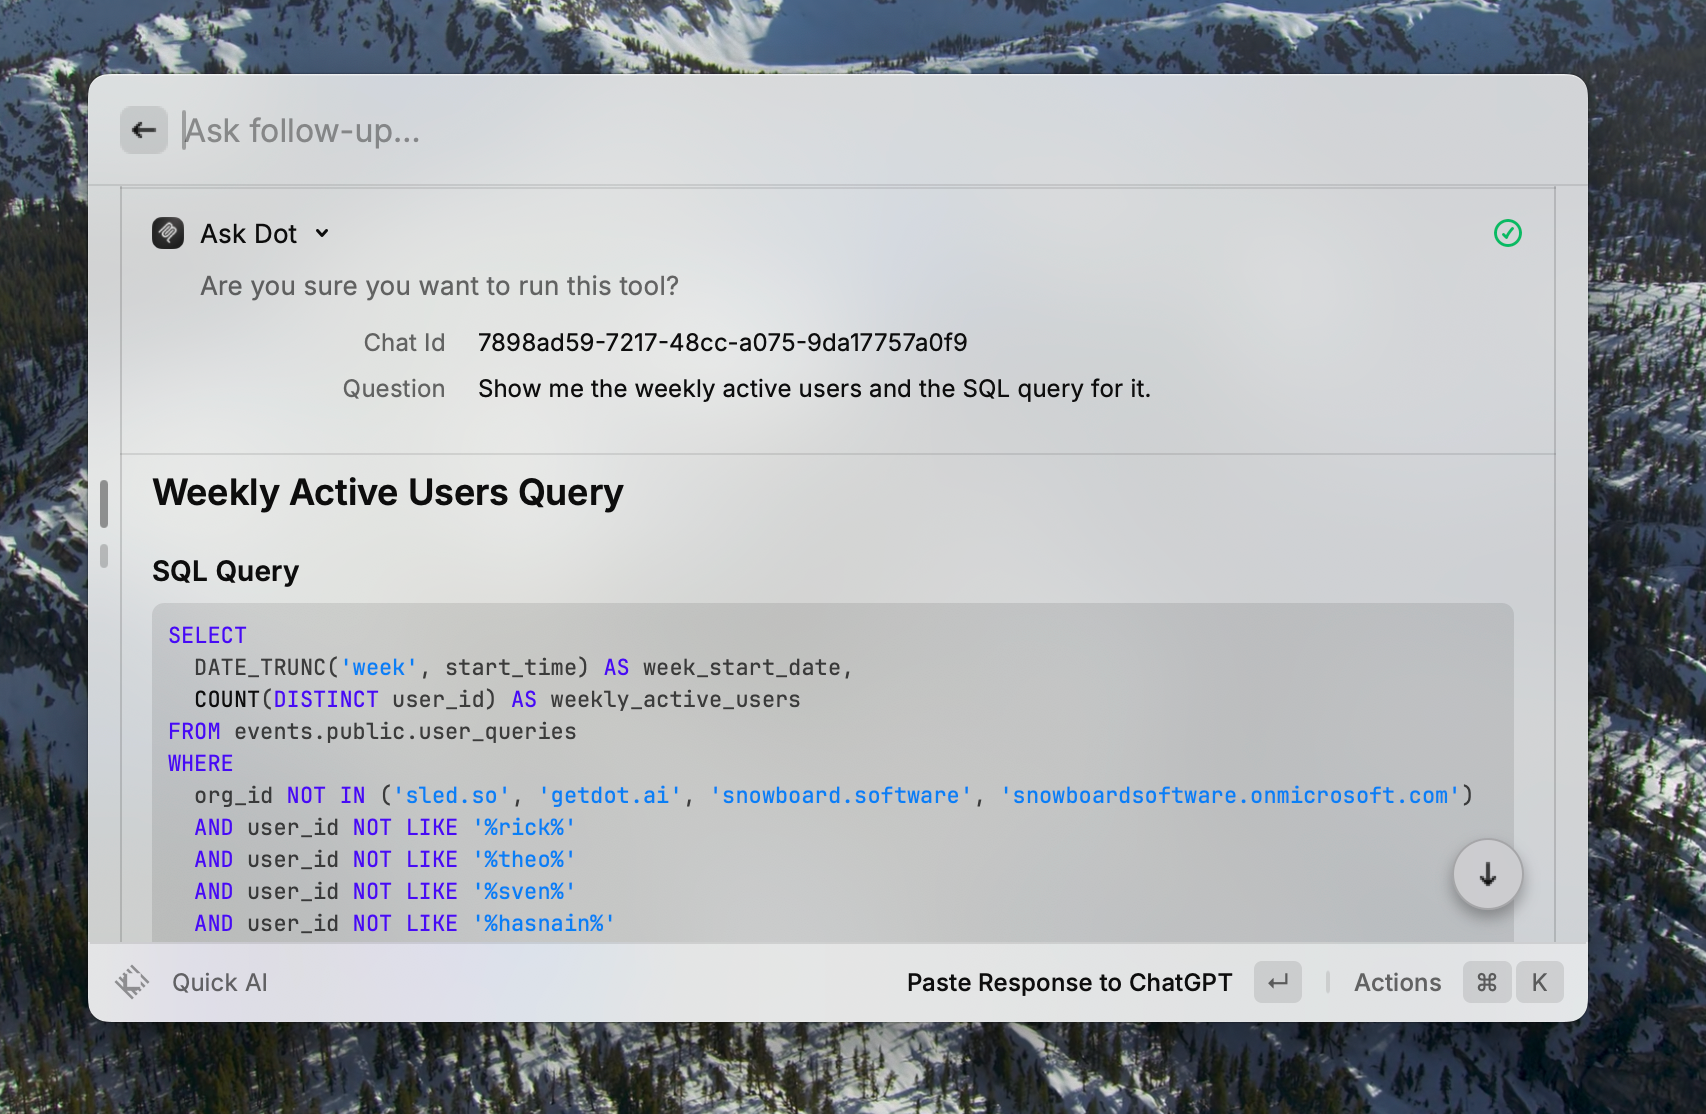 Ask follow-up...
Ask Dot
Are you sure you want to run this tool?
Chat Id 7898ad59-7217-48cc-a075-9da17757a0f9
Question Show me the weekly active users and the SQL query for it.
Weekly Active Users Query
SQL Query
SELECT
  DATE_TRUNC('week', start_time) AS week_start_date,
  COUNT(DISTINCT user_id) AS weekly_active_users
FROM events.public.user_queries
WHERE
  org_id NOT IN ('sled.so', 'getdot.ai', 'snowboard.software', 'snowboardsoftware.onmicrosoft.com')
  AND user_id NOT LIKE '%rick%'
  AND user_id NOT LIKE '%theo%'
  AND user_id NOT LIKE '%sven%'
  AND user_id NOT LIKE '%hasnain%'
Quick AI Paste Response to ChatGPT ↵ Actions ⌘ K